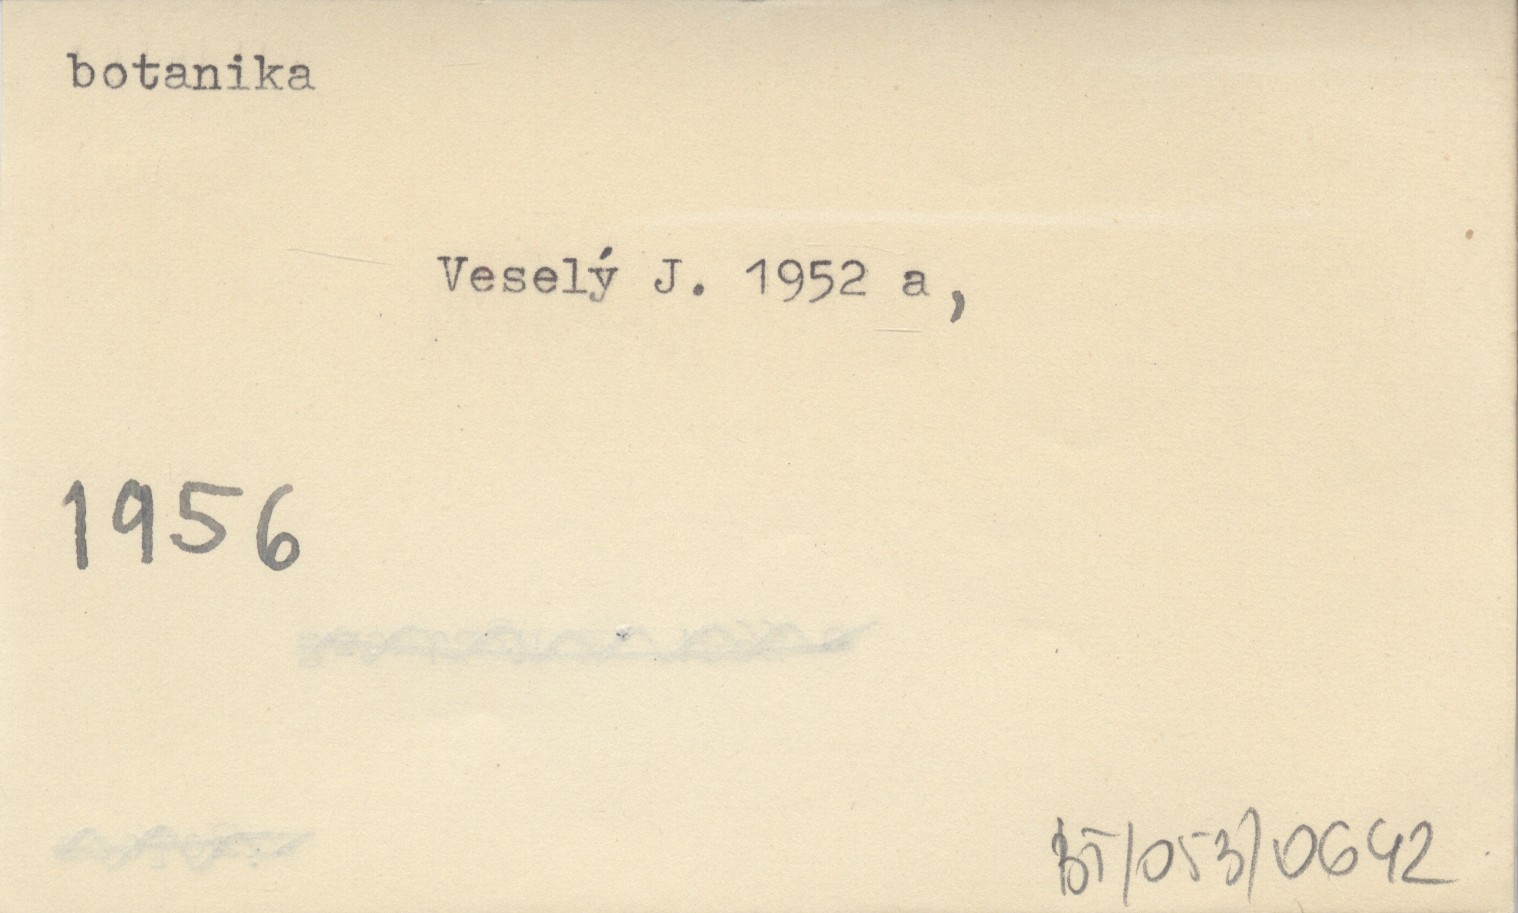 botanika
Veselý J. 1952 a,
1956
BT/053/0642